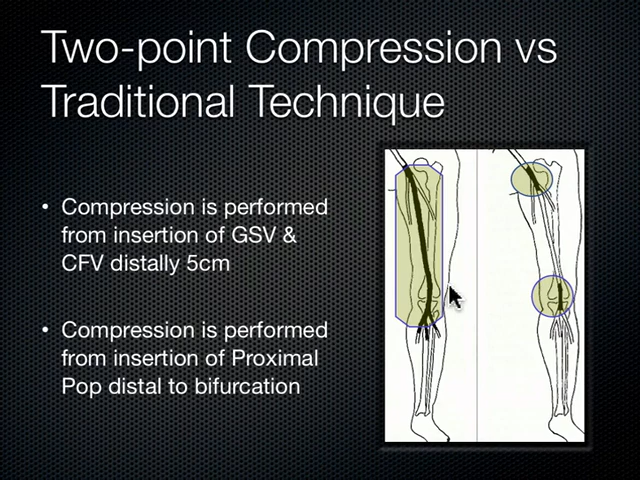 Two-point Compression vs
Traditional Technique
• Compression is performed
from insertion of GSV &
CFV distally 5cm
• Compression is performed
from insertion of Proximal
Pop distal to bifurcation